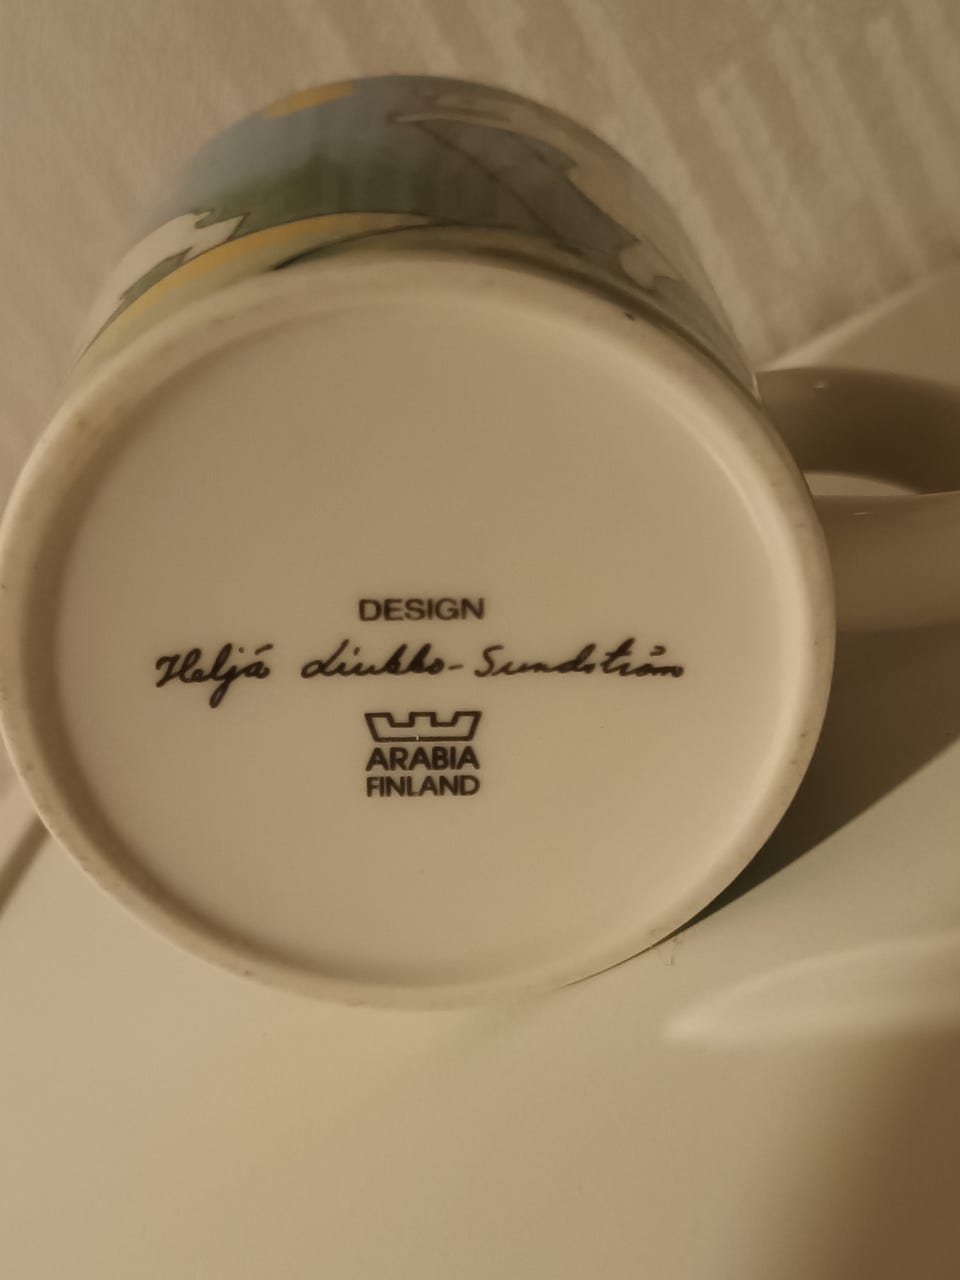 DESIGN
Heljä Liukko-Sundström
ARABIA
FINLAND